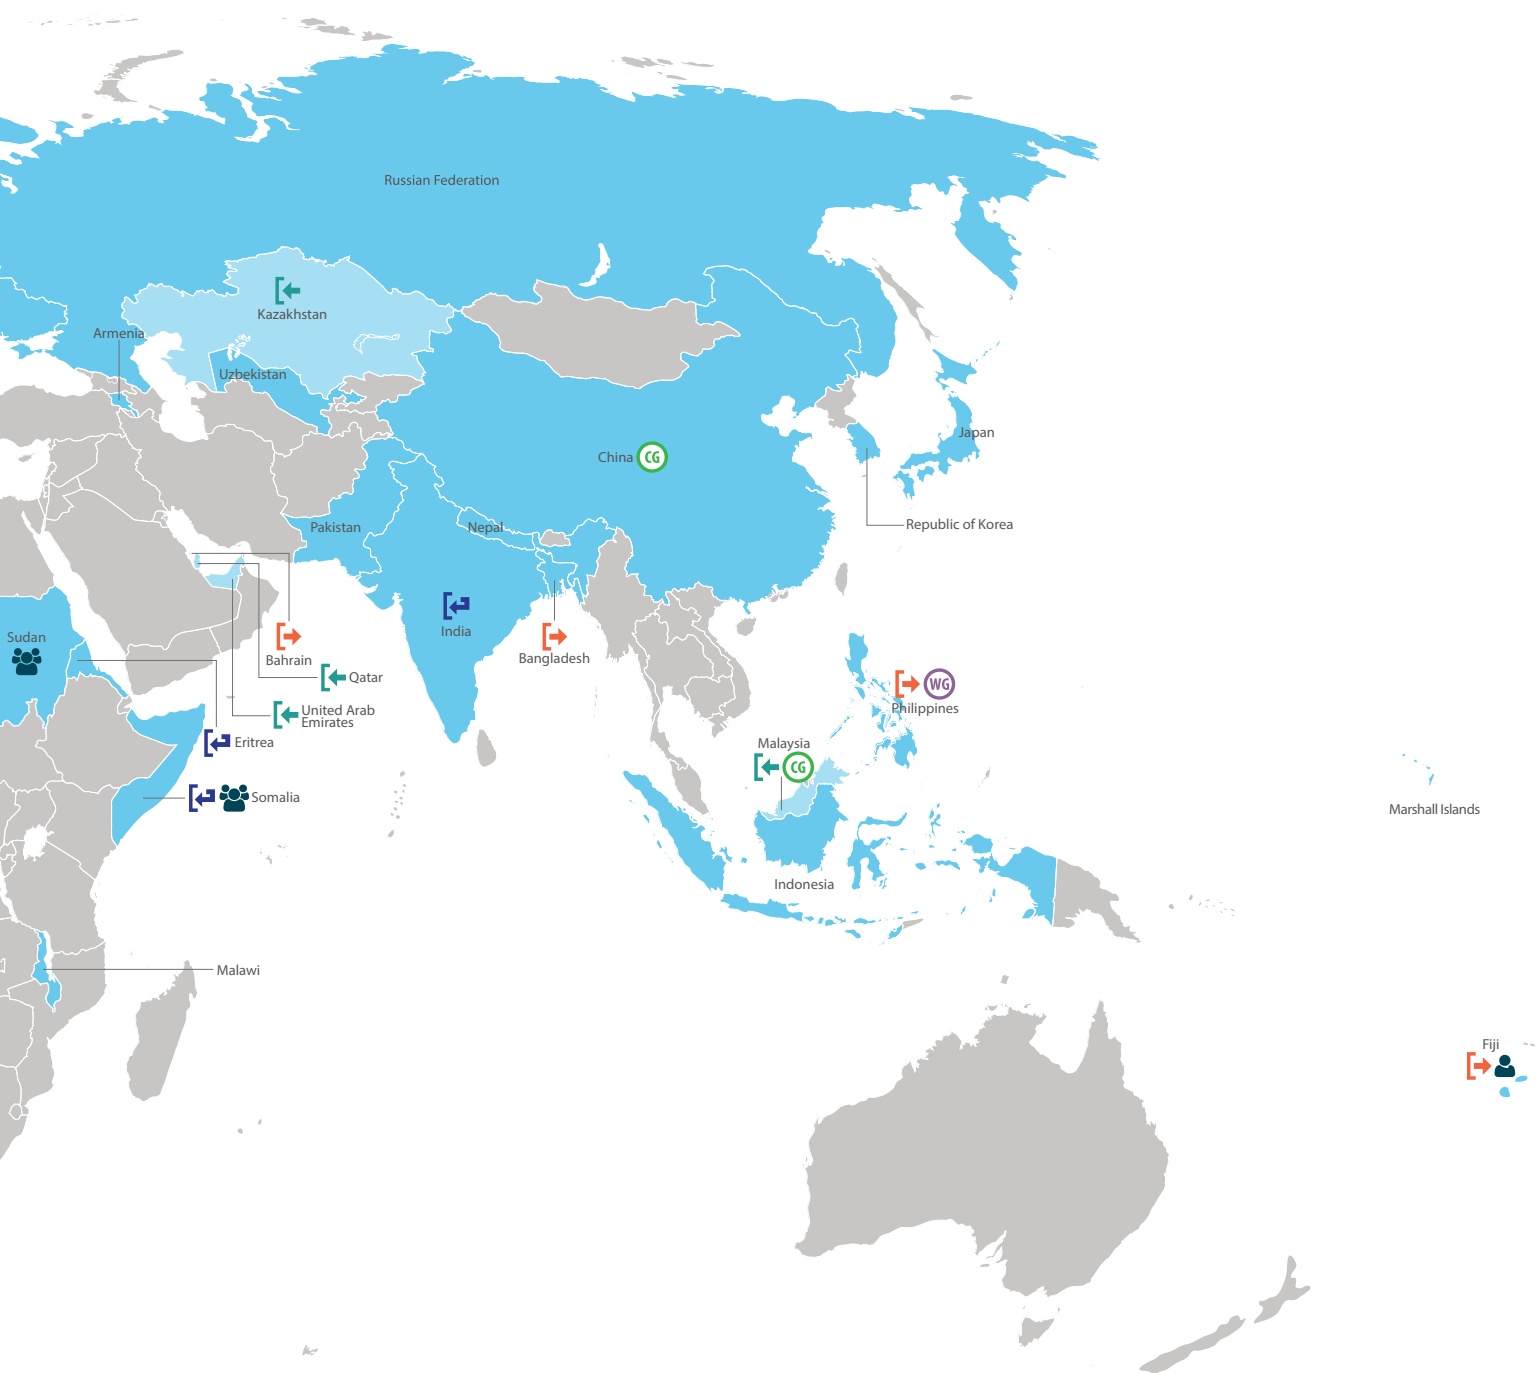 Russian Federation
Kazakhstan
Armenia
Uzbekistan
Japan
China CG
Republic of Korea
Pakistan
Nepal
India
Sudan
Bahrain
Bangladesh
Qatar
United Arab
Emirates
WG
Philippines
Eritrea
Malaysia
CG
Somalia
Marshall Islands
Indonesia
Malawi
Fiji